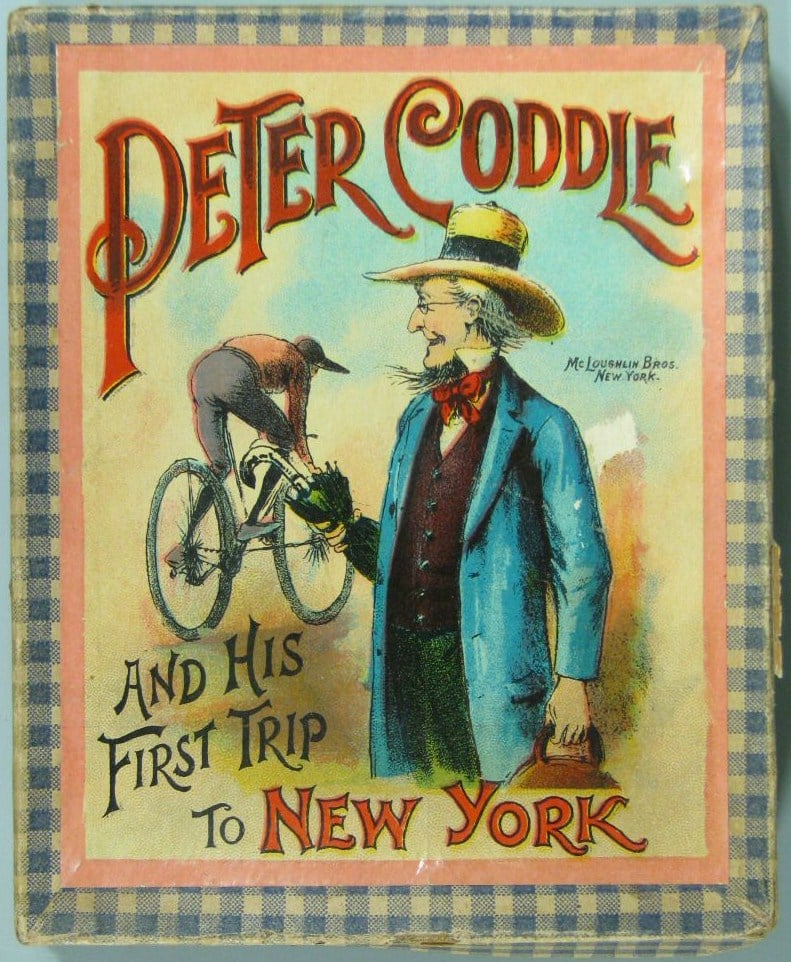 PETER CODDLE
McLOUGHLIN BROS.
NEW YORK.
AND HIS
FIRST TRIP
TO NEW YORK